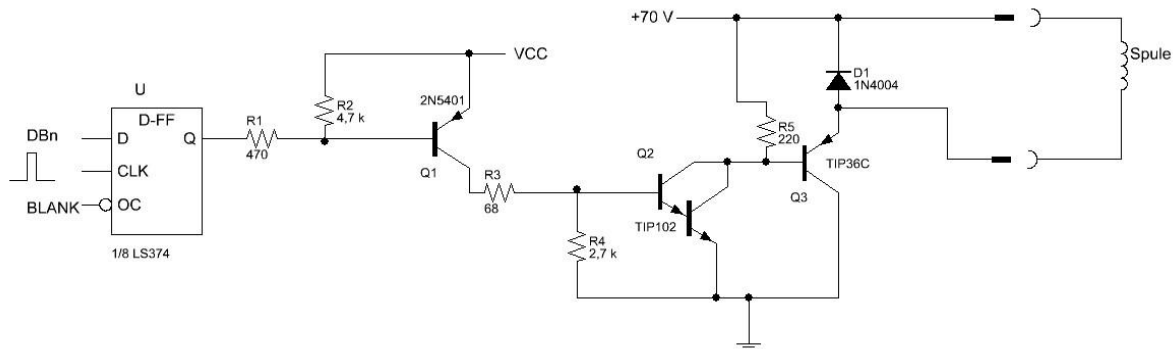 +70 V
VCC
U
D-FF
DBn
D
Q
CLK
BLANK
OC
1/8 LS374
R1
470
R2
4,7 k
2N5401
Q1
R3
68
R4
2,7 k
Q2
TIP102
R5
220
D1
1N4004
TIP36C
Q3
Spule